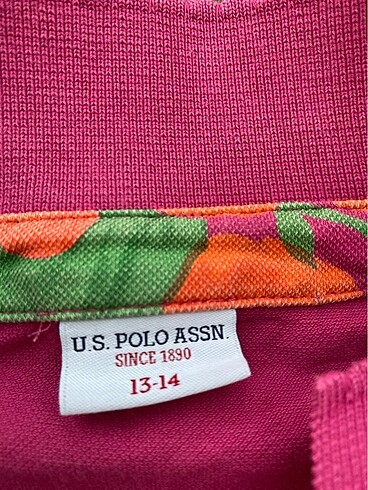 U.S. POLO ASSN.
SINCE 1890
13-14